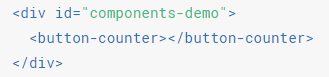 <div id="components-demo">
  <button-counter></button-counter>
</div>